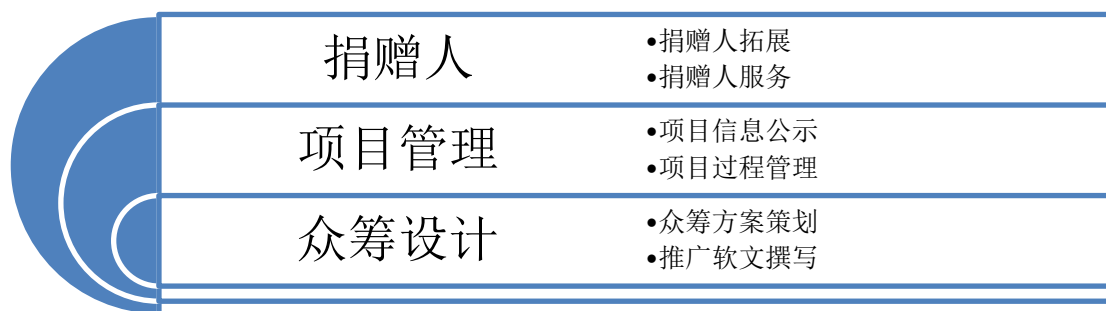 捐赠人
•捐赠人拓展
•捐赠人服务
项目管理
•项目信息公示
•项目过程管理
众筹设计
•众筹方案策划
•推广软文撰写